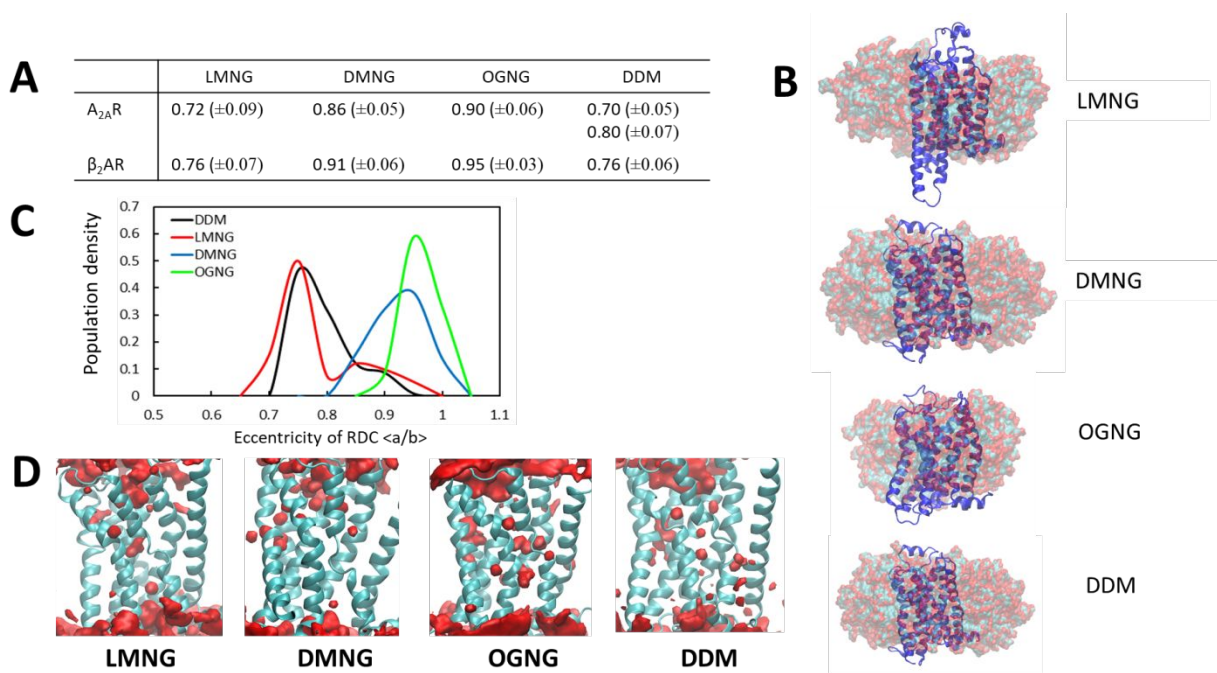 A
LMNG DMNG OGNG DDM
A2AR 0.72 (±0.09) 0.86 (±0.05) 0.90 (±0.06) 0.70 (±0.05)
0.80 (±0.07)
β2AR 0.76 (±0.07) 0.91 (±0.06) 0.95 (±0.03) 0.76 (±0.06)
B
LMNG
DMNG
OGNG
DDM
C
Population density
0.7
0.6
0.5
0.4
0.3
0.2
0.1
0
DDM
LMNG
DMNG
OGNG
0.5 0.6 0.7 0.8 0.9 1 1.1
Eccentricity of RDC <a/b>
D
LMNG DMNG OGNG DDM